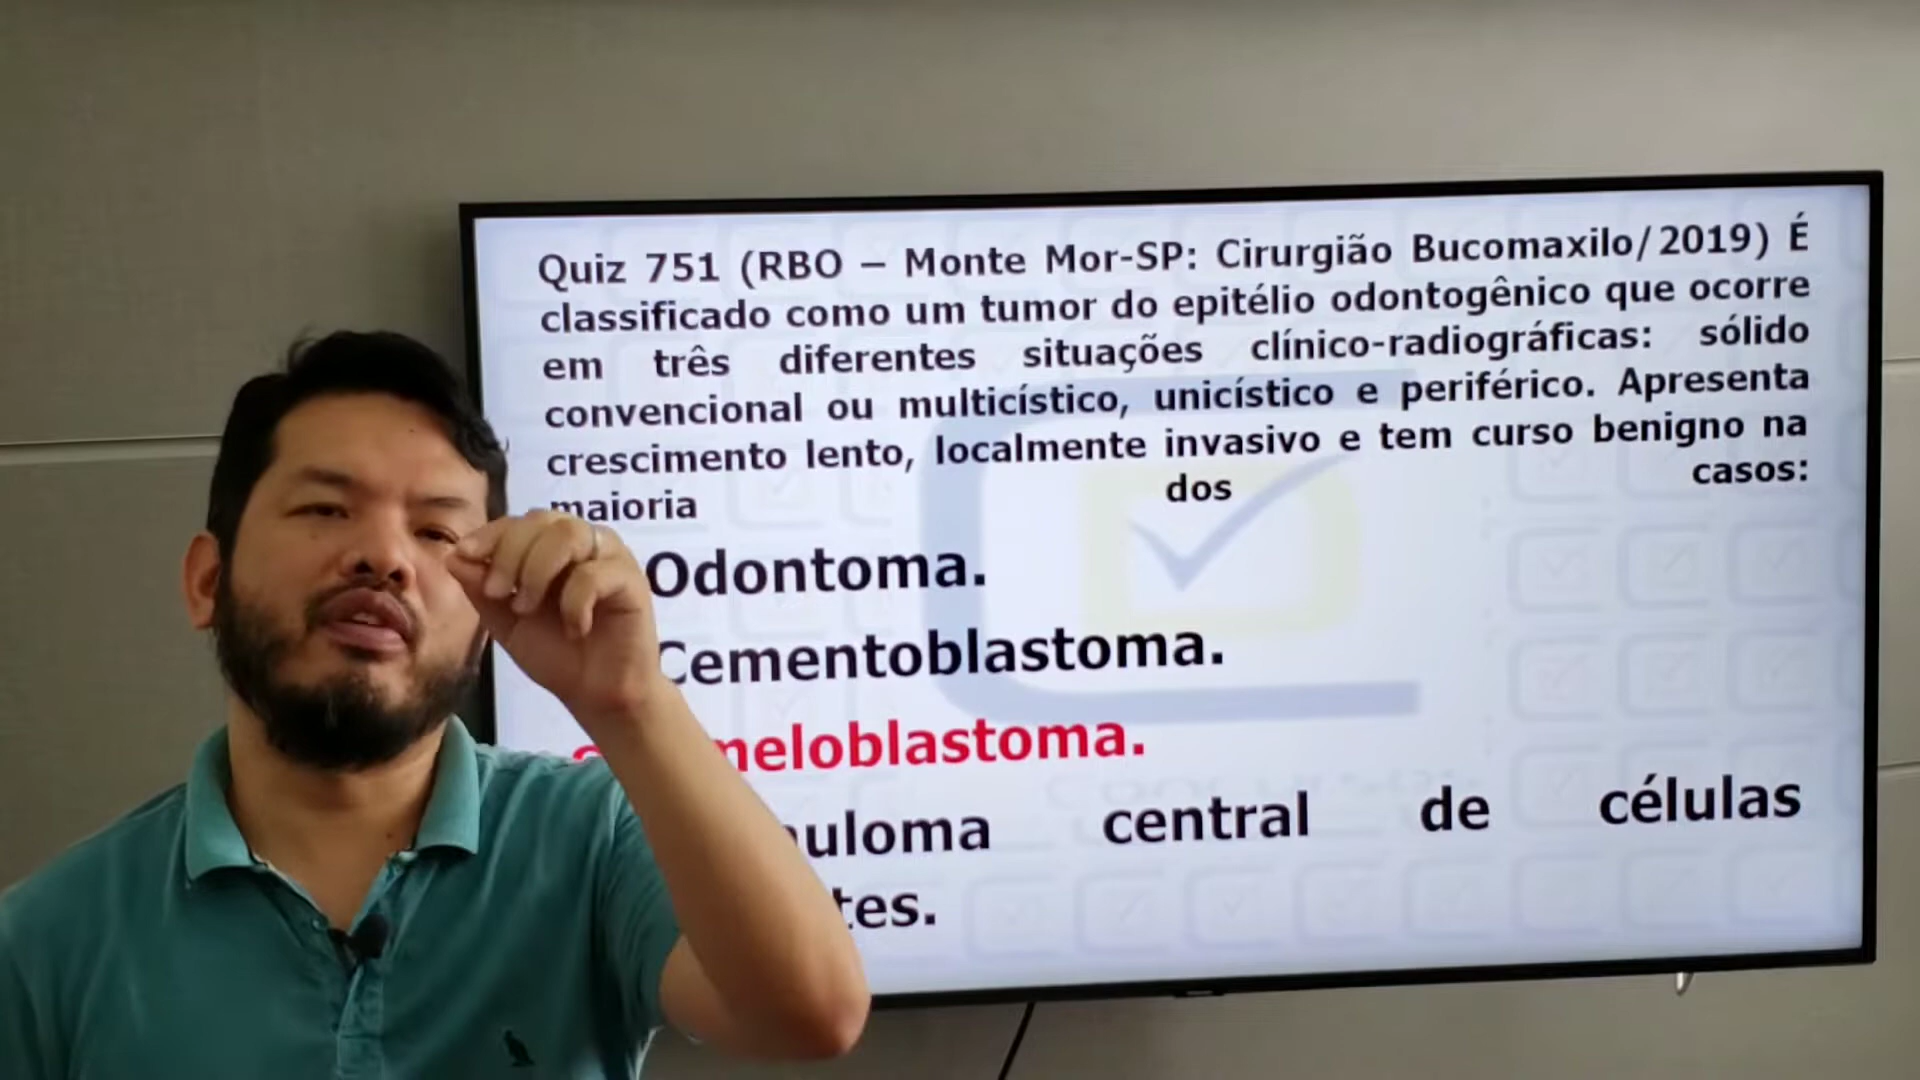 Quiz 751 (RBO – Monte Mor-SP: Cirurgião Bucomaxilo/2019) É
classificado como um tumor do epitélio odontogênico que ocorre
em três diferentes situações clínico-radiográficas: sólido
convencional ou multicístico, unicístico e periférico. Apresenta
crescimento lento, localmente invasivo e tem curso benigno na
maioria dos casos:
Odontoma.
Cementoblastoma.
meloblastoma.
uloma central de células
tes.